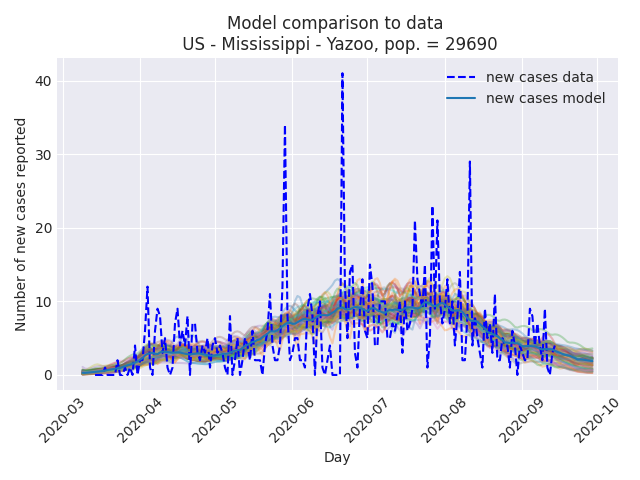 Model comparison to data
US - Mississippi - Yazoo, pop. = 29690
new cases data
new cases model
Number of new cases reported
40
30
20
10
0
2020-03
2020-04
2020-05
2020-06
2020-07
2020-08
2020-09
2020-10
Day